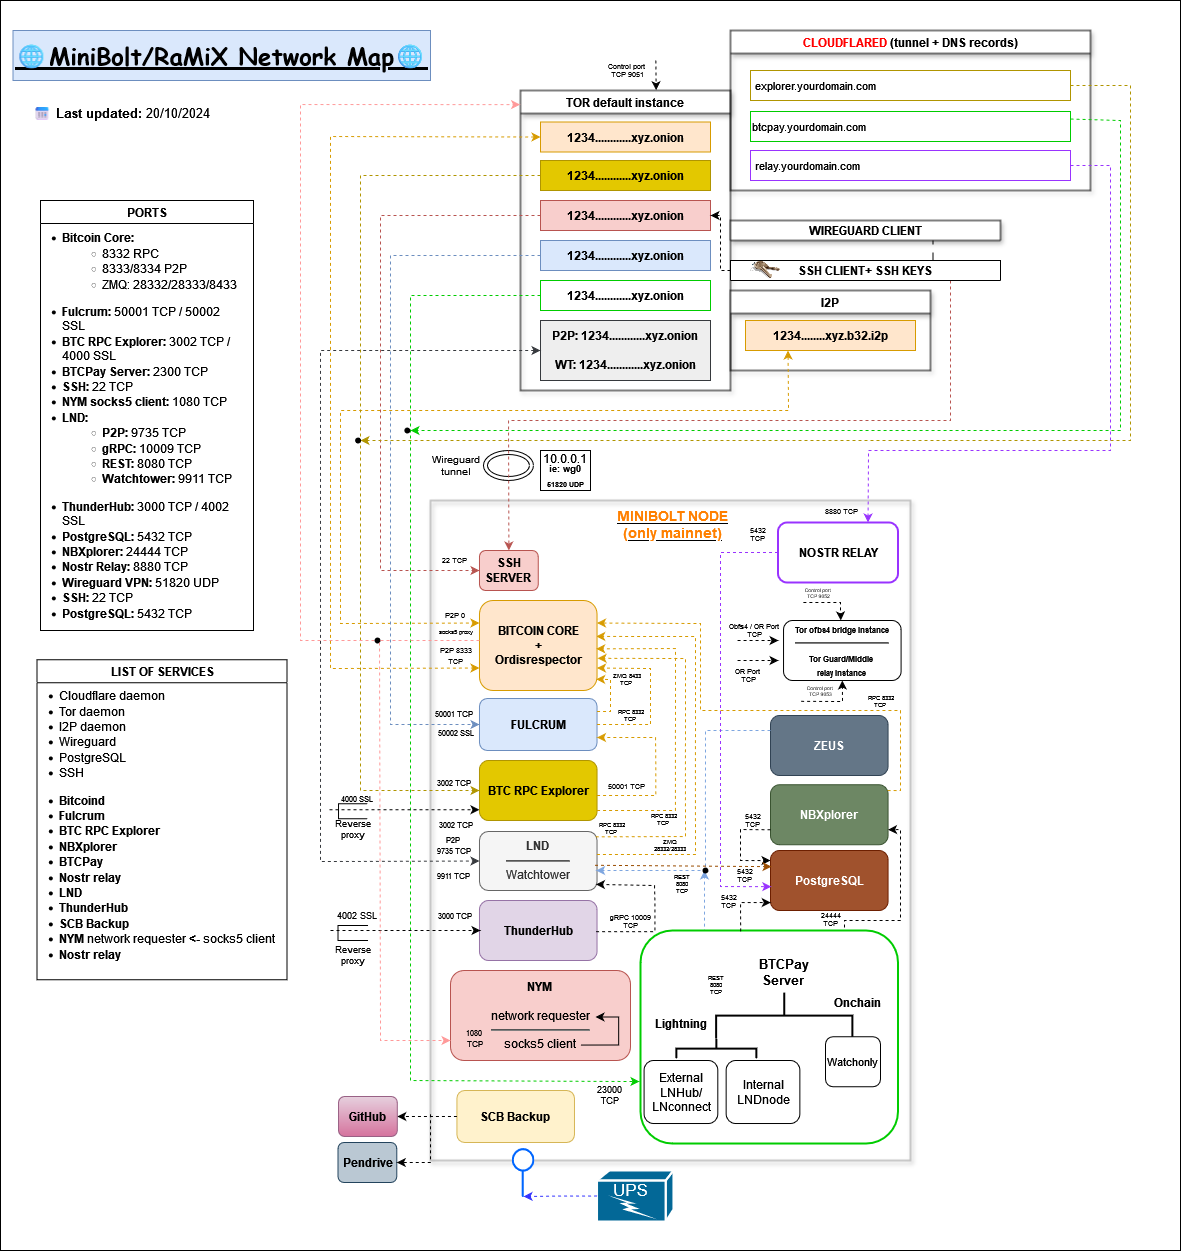 MiniBolt/RaMiX Network Map
Last updated: 20/10/2024
Control port
TCP 9051
TOR default instance
1234............xyz.onion
1234............xyz.onion
1234............xyz.onion
1234............xyz.onion
1234............xyz.onion
P2P: 1234............xyz.onion
WT: 1234............xyz.onion
CLOUDFLARED (tunnel + DNS records)
explorer.yourdomain.com
btcpay.yourdomain.com
relay.yourdomain.com
WIREGUARD CLIENT
SSH CLIENT+ SSH KEYS
I2P
1234........xyz.b32.i2p
PORTS
Bitcoin Core:
8332 RPC
8333/8334 P2P
ZMQ: 28332/28333/8433
Fulcrum: 50001 TCP / 50002
SSL
BTC RPC Explorer: 3002 TCP /
4000 SSL
BTCPay Server: 2300 TCP
SSH: 22 TCP
NYM socks5 client: 1080 TCP
LND:
P2P: 9735 TCP
gRPC: 10009 TCP
REST: 8080 TCP
Watchtower: 9911 TCP
ThunderHub: 3000 TCP / 4002
SSL
PostgreSQL: 5432 TCP
NBXplorer: 24444 TCP
Nostr Relay: 8880 TCP
Wireguard VPN: 51820 UDP
SSH: 22 TCP
PostgreSQL: 5432 TCP
LIST OF SERVICES
Cloudflare daemon
Tor daemon
I2P daemon
Wireguard
PostgreSQL
SSH
Bitcoind
Fulcrum
BTC RPC Explorer
NBXplorer
BTCPay
Nostr relay
LND
ThunderHub
SCB Backup
NYM network requester <- socks5 client
Nostr relay
Wireguard
tunnel
10.0.0.1
ie: wg0
51820 UDP
MINIBOLT NODE
(only mainnet)
8880 TCP
5432
TCP
NOSTR RELAY
22 TCP
SSH
SERVER
P2P 0
socks5 proxy
P2P 8333
TCP
BITCOIN CORE
+
Ordisrespector
ZMQ 8433
TCP
Control port
TCP 9052
Obfs4 / OR Port
TCP
OR Port
TCP
Tor ofbs4 bridge instance
Tor Guard/Middle
relay instance
Control port
TCP 9053
RPC 8332
TCP
50001 TCP
50002 SSL
FULCRUM
RPC 8332
TCP
ZEUS
3002 TCP
BTC RPC Explorer
50001 TCP
4000 SSL
Reverse
proxy
3002 TCP
RPC 8332
TCP
RPC 8332
TCP
NBXplorer
5432
TCP
P2P
9735 TCP
9911 TCP
LND
Watchtower
ZMQ
28332/28333
REST
8080
TCP
5432
TCP
PostgreSQL
5432
TCP
4002 SSL
Reverse
proxy
3000 TCP
ThunderHub
gRPC 10009
TCP
24444
TCP
NYM
network requester
socks5 client
1080
TCP
BTCPay
Server
REST
8080
TCP
Onchain
Lightning
Watchonly
External
LNHub/
LNconnect
Internal
LNDnode
23000
TCP
GitHub
SCB Backup
Pendrive
UPS